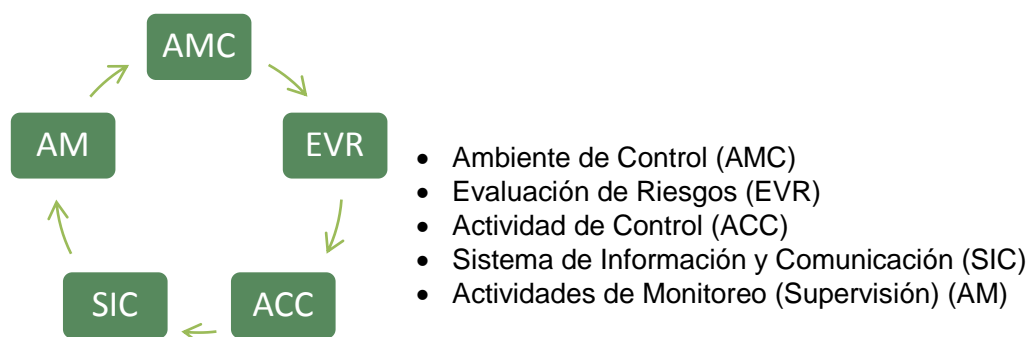 AMC
AM
EVR
SIC
ACC
• Ambiente de Control (AMC)
• Evaluación de Riesgos (EVR)
• Actividad de Control (ACC)
• Sistema de Información y Comunicación (SIC)
• Actividades de Monitoreo (Supervisión) (AM)